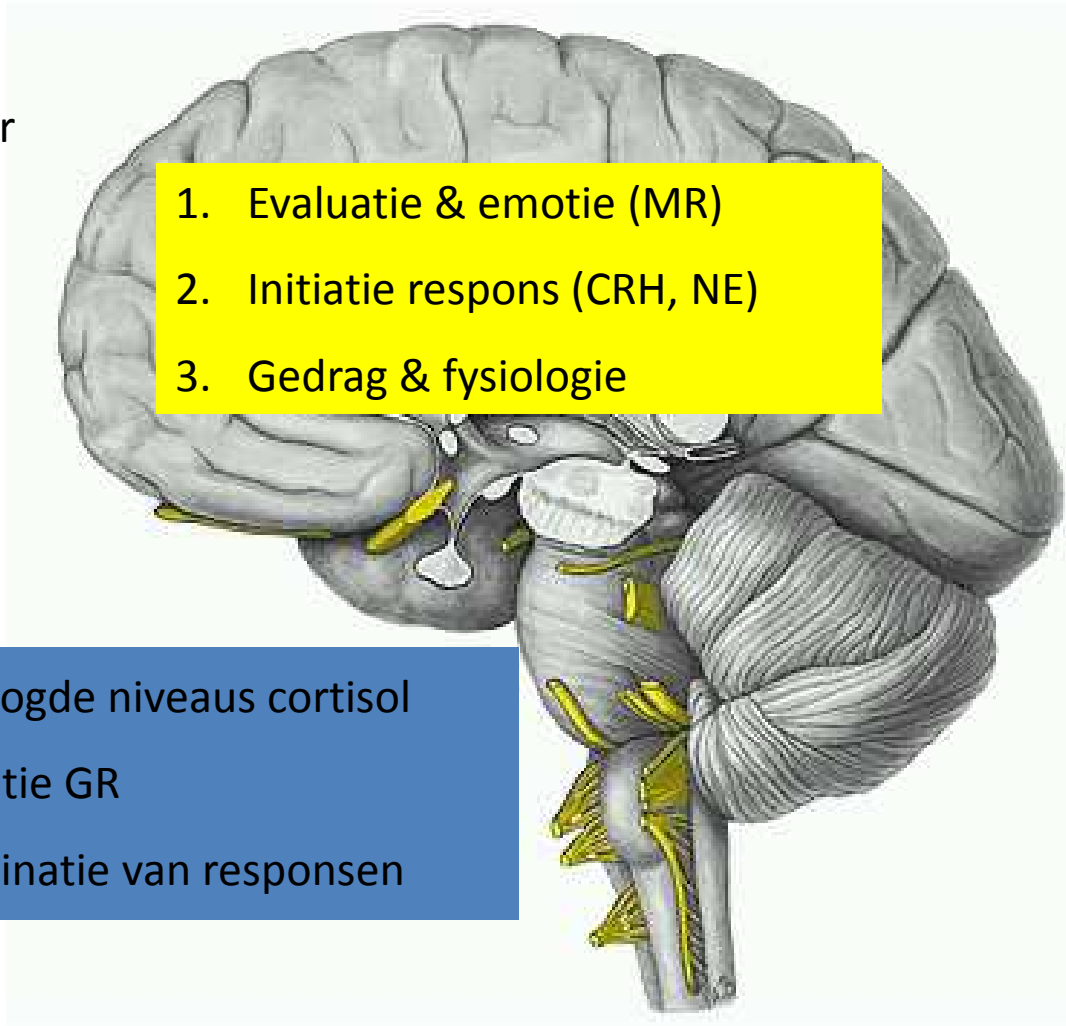 r
1. Evaluatie & emotie (MR)
2. Initiatie respons (CRH, NE)
3. Gedrag & fysiologie
ogde niveaus cortisol
tie GR
inatie van responsen